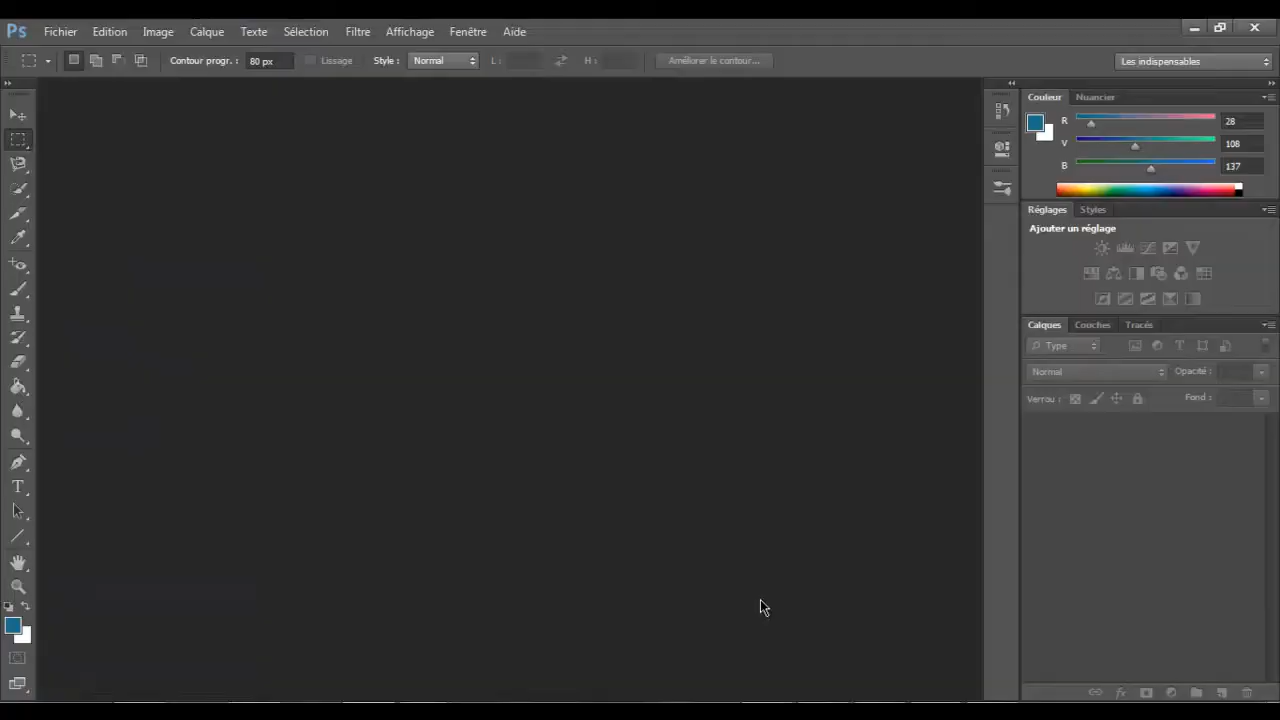 Ps Fichier Edition Image Calque Texte Sélection Filtre Affichage Fenêtre Aide
Contour progr. : 80 px Lissage Style : Normal L : H : Améliorer le contour... Les indispensables
Couleur Nuancier
R 28
V 108
B 137
Réglages Styles
Ajouter un réglage
Calques Couches Tracés
Type
Normal Opacité :
Verrou : Fond :